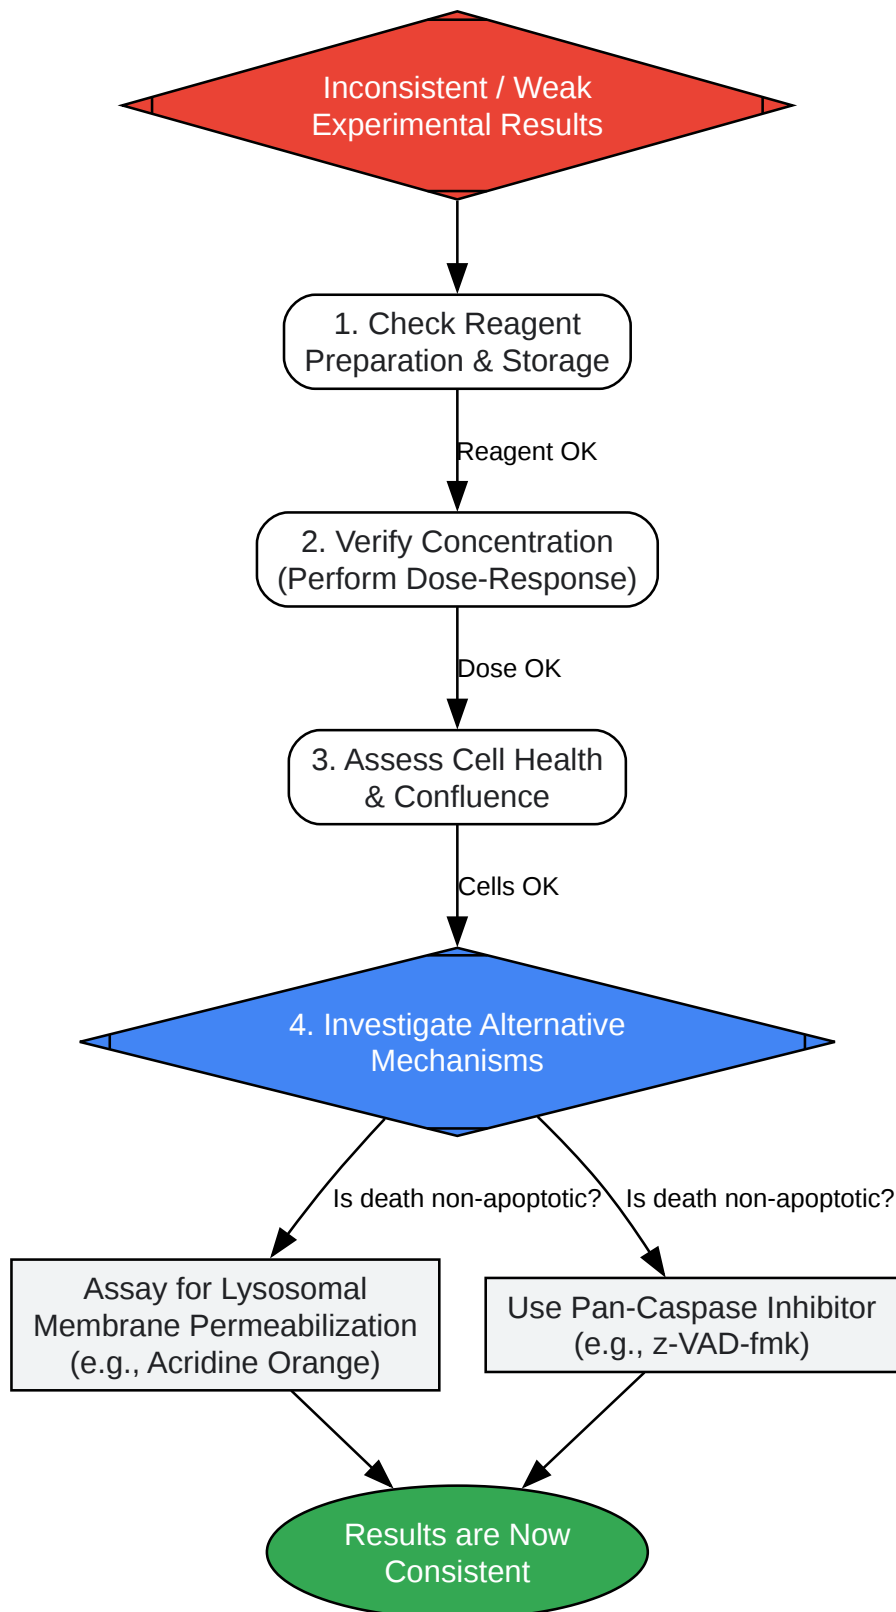 Inconsistent / Weak
Experimental Results
1. Check Reagent
Preparation & Storage
Reagent OK
2. Verify Concentration
(Perform Dose-Response)
Dose OK
3. Assess Cell Health
& Confluence
Cells OK
4. Investigate Alternative
Mechanisms
Is death non-apoptotic?
Is death non-apoptotic?
Assay for Lysosomal
Membrane Permeabilization
(e.g., Acridine Orange)
Use Pan-Caspase Inhibitor
(e.g., z-VAD-fmk)
Results are Now
Consistent